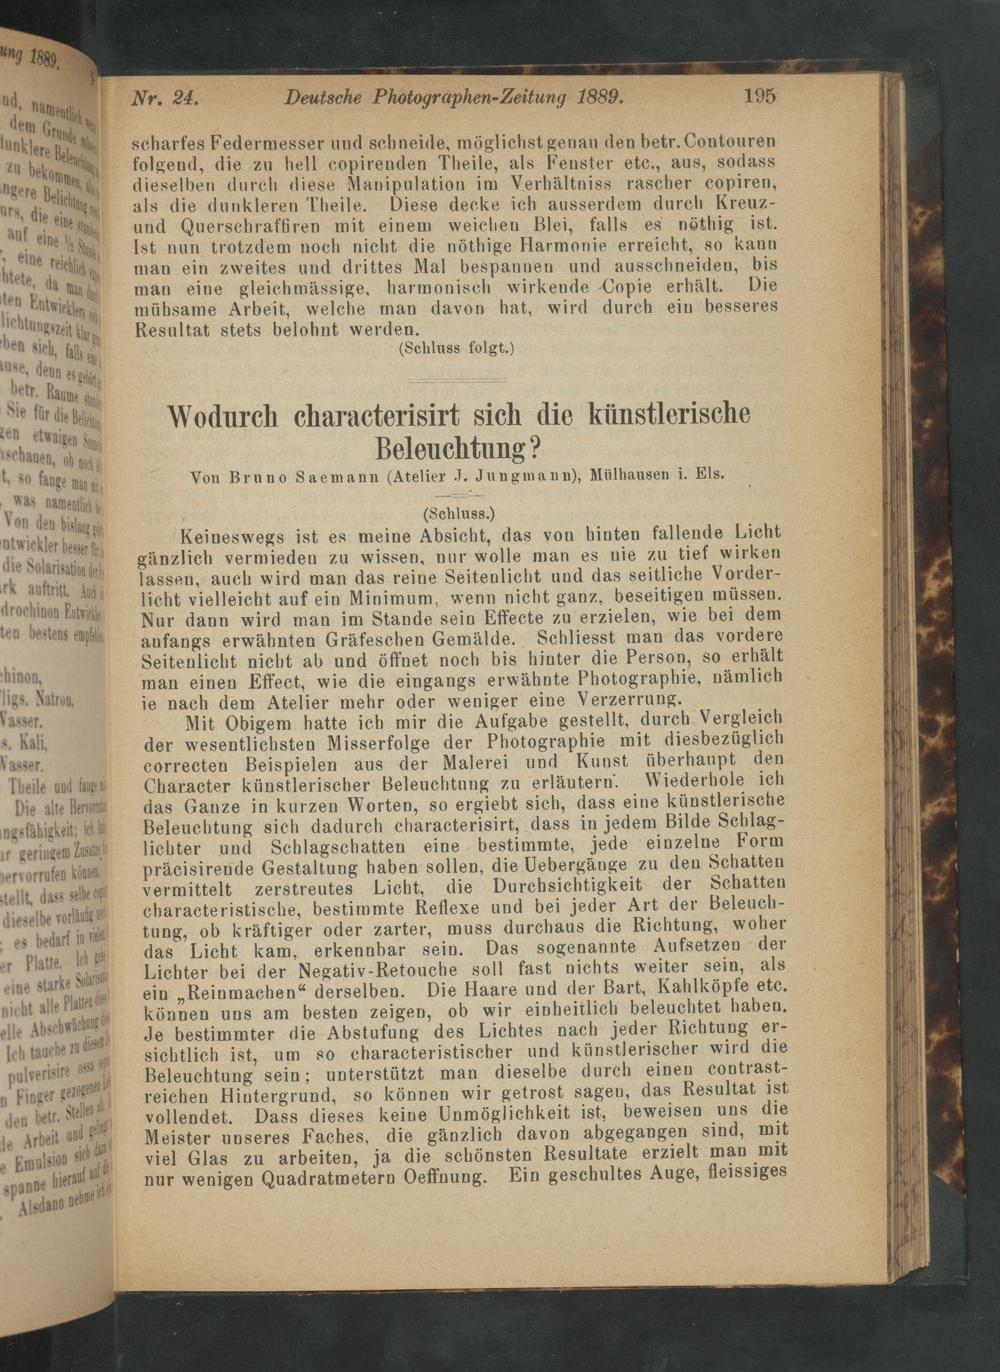 Nr. 24. Deutsche Photographen-Zeitung 1889. 195
scharfes Federmesser und schneide, möglichst genau den betr. Contouren
folgend, die zu hell copirenden Theile, als Fenster etc., aus, sodass
dieselben durch diese Manipulation im Verhältniss rascher copiren,
als die dunkleren Theile. Diese decke ich ausserdem durch Kreuz-
und Querschraffiren mit einem weichen Blei, falls es nöthig ist.
Ist nun trotzdem noch nicht die nöthige Harmonie erreicht, so kann
man ein zweites und drittes Mal bespannen und ausschneiden, bis
man eine gleichmässige, harmonisch wirkende Copie erhält. Die
mühsame Arbeit, welche man davon hat, wird durch ein besseres
Resultat stets belohnt werden.
(Schluss folgt.)
Wodurch characterisirt sich die künstlerische
Beleuchtung?
Von Bruno Saemann (Atelier J. Jungmann), Mülhausen i. Els.
(Schluss.)
Keineswegs ist es meine Absicht, das von hinten fallende Licht
gänzlich vermieden zu wissen, nur wolle man es nie zu tief wirken
lassen, auch wird man das reine Seitenlicht und das seitliche Vorder-
licht vielleicht auf ein Minimum, wenn nicht ganz, beseitigen müssen.
Nur dann wird man im Stande sein Effecte zu erzielen, wie bei dem
anfangs erwähnten Gräfeschen Gemälde. Schliesst man das vordere
Seitenlicht nicht ab und öffnet noch bis hinter die Person, so erhält
man einen Effect, wie die eingangs erwähnte Photographie, nämlich
je nach dem Atelier mehr oder weniger eine Verzerrung.
Mit Obigem hatte ich mir die Aufgabe gestellt, durch Vergleich
der wesentlichsten Misserfolge der Photographie mit diesbezüglich
correcten Beispielen aus der Malerei und Kunst überhaupt den
Character künstlerischer Beleuchtung zu erläutern. Wiederhole ich
das Ganze in kurzen Worten, so ergiebt sich, dass eine künstlerische
Beleuchtung sich dadurch characterisirt, dass in jedem Bilde Schlag-
lichter und Schlagschatten eine bestimmte, jede einzelne Form
präcisirende Gestaltung haben sollen, die Uebergänge zu den Schatten
vermittelt zerstreutes Licht, die Durchsichtigkeit der Schatten
characteristische, bestimmte Reflexe und bei jeder Art der Beleuch-
tung, ob kräftiger oder zarter, muss durchaus die Richtung, woher
das Licht kam, erkennbar sein. Das sogenannte Aufsetzen der
Lichter bei der Negativ-Retouche soll fast nichts weiter sein, als
ein „Reinmachen“ derselben. Die Haare und der Bart, Kahlköpfe etc.
können uns am besten zeigen, ob wir einheitlich beleuchtet haben.
Je bestimmter die Abstufung des Lichtes nach jeder Richtung er-
sichtlich ist, um so characteristischer und künstlerischer wird die
Beleuchtung sein; unterstützt man dieselbe durch einen contrast-
reichen Hintergrund, so können wir getrost sagen, das Resultat ist
vollendet. Dass dieses keine Unmöglichkeit ist, beweisen uns die
Meister unseres Faches, die gänzlich davon abgegangen sind, mit
viel Glas zu arbeiten, ja die schönsten Resultate erzielt man mit
nur wenigen Quadratmetern Oeffnung. Ein geschultes Auge, fleissiges